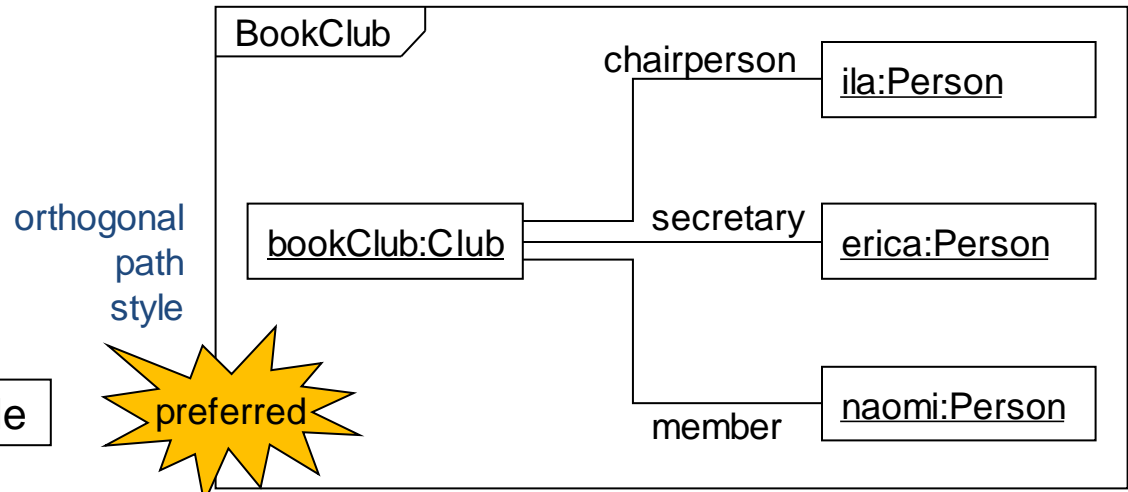 BookClub
chairperson
ila:Person
orthogonal
path
style
bookClub:Club
secretary
erica:Person
preferred
member
naomi:Person